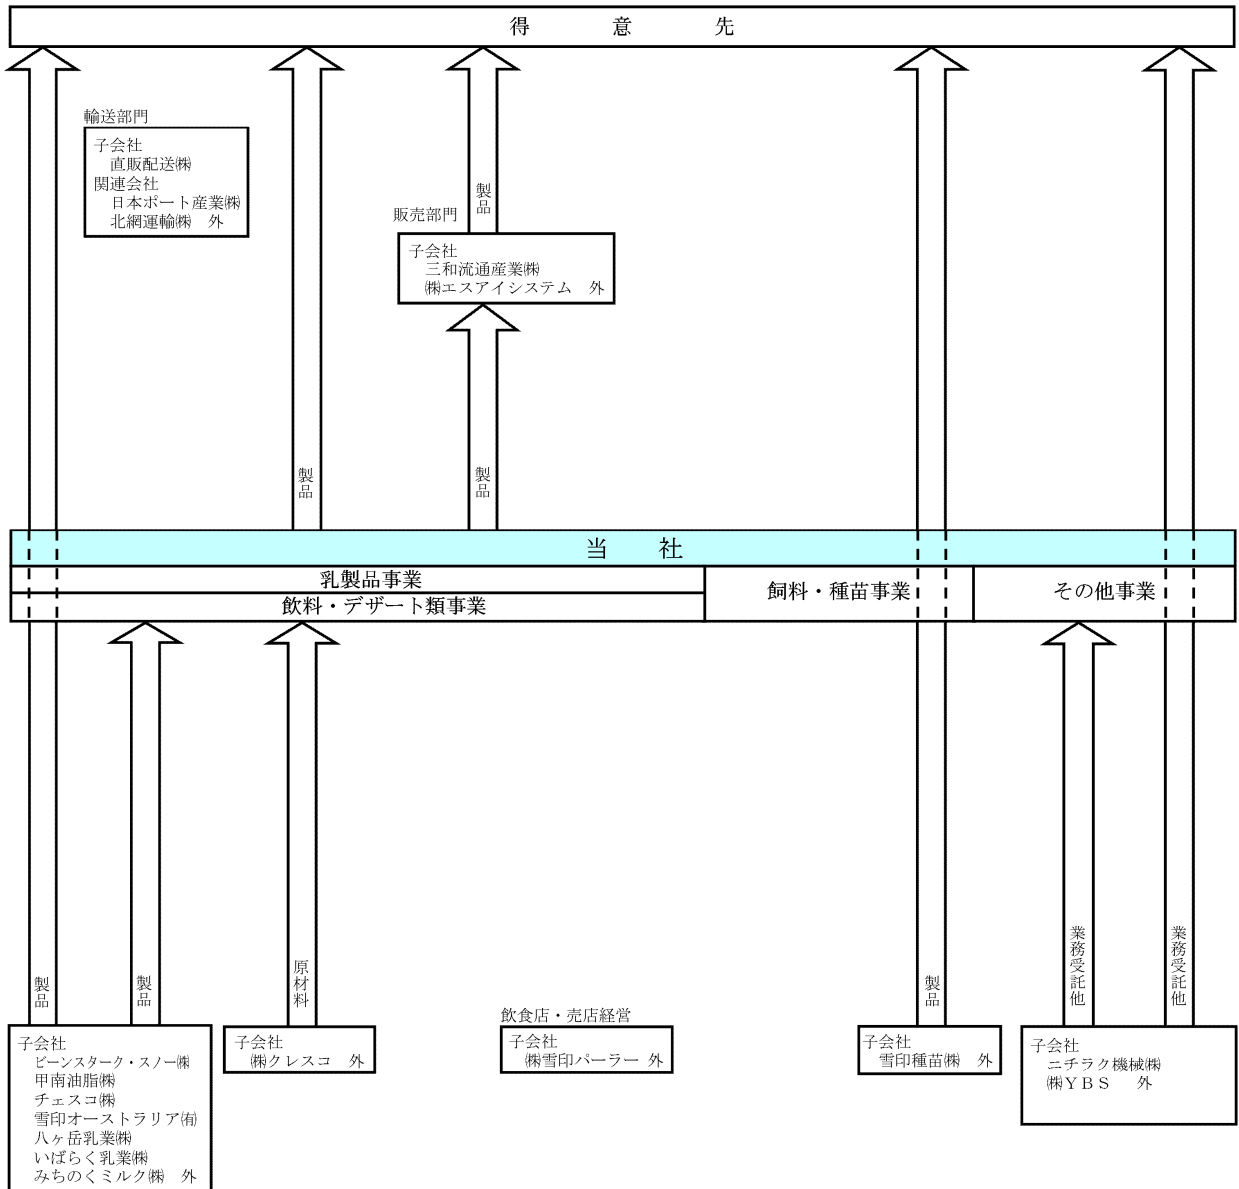 得意先
輸送部門
子会社
直販配送㈱
関連会社
日本ポート産業㈱
北網運輸㈱ 外
製品
販売部門
子会社
三和流通産業㈱
㈱エスアイシステム 外
製品
製品
当社
乳製品事業
飲料・デザート類事業
飼料・種苗事業
その他事業
製品
製品
原材料
製品
業務受託他
業務受託他
子会社
ビーンスターク・スノー㈱
甲南油脂㈱
チェスコ㈱
雪印オーストラリア㈲
八ヶ岳乳業㈱
いばらく乳業㈱
みちのくミルク㈱ 外
子会社
㈱クレスコ 外
飲食店・売店経営
子会社
㈱雪印パーラー 外
子会社
雪印種苗㈱ 外
子会社
ニチラク機械㈱
㈱ＹＢＳ 外